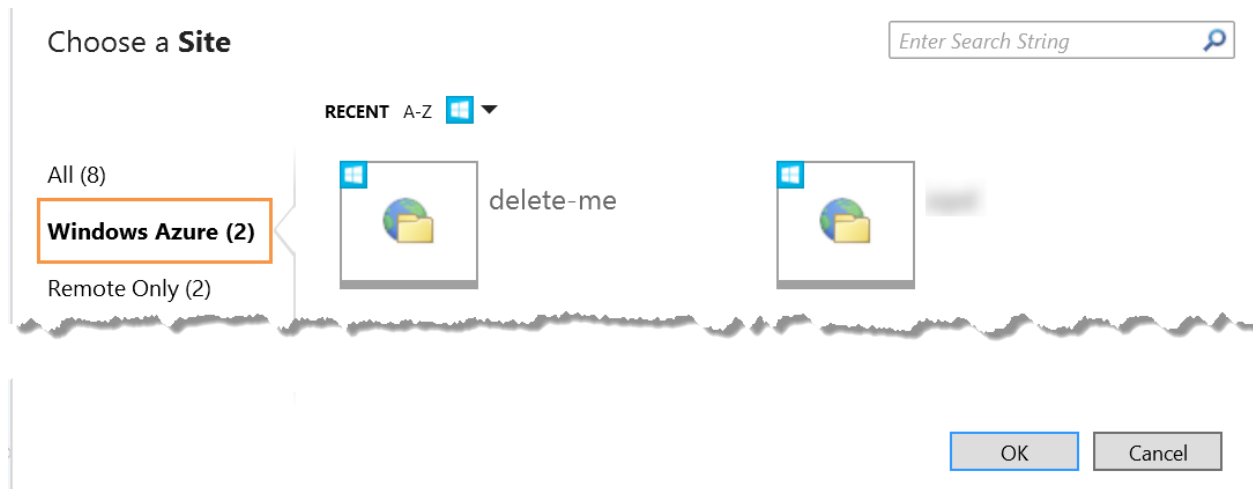 Choose a Site
Enter Search String
RECENT A-Z
All (8)
Windows Azure (2)
Remote Only (2)
delete-me
OK
Cancel